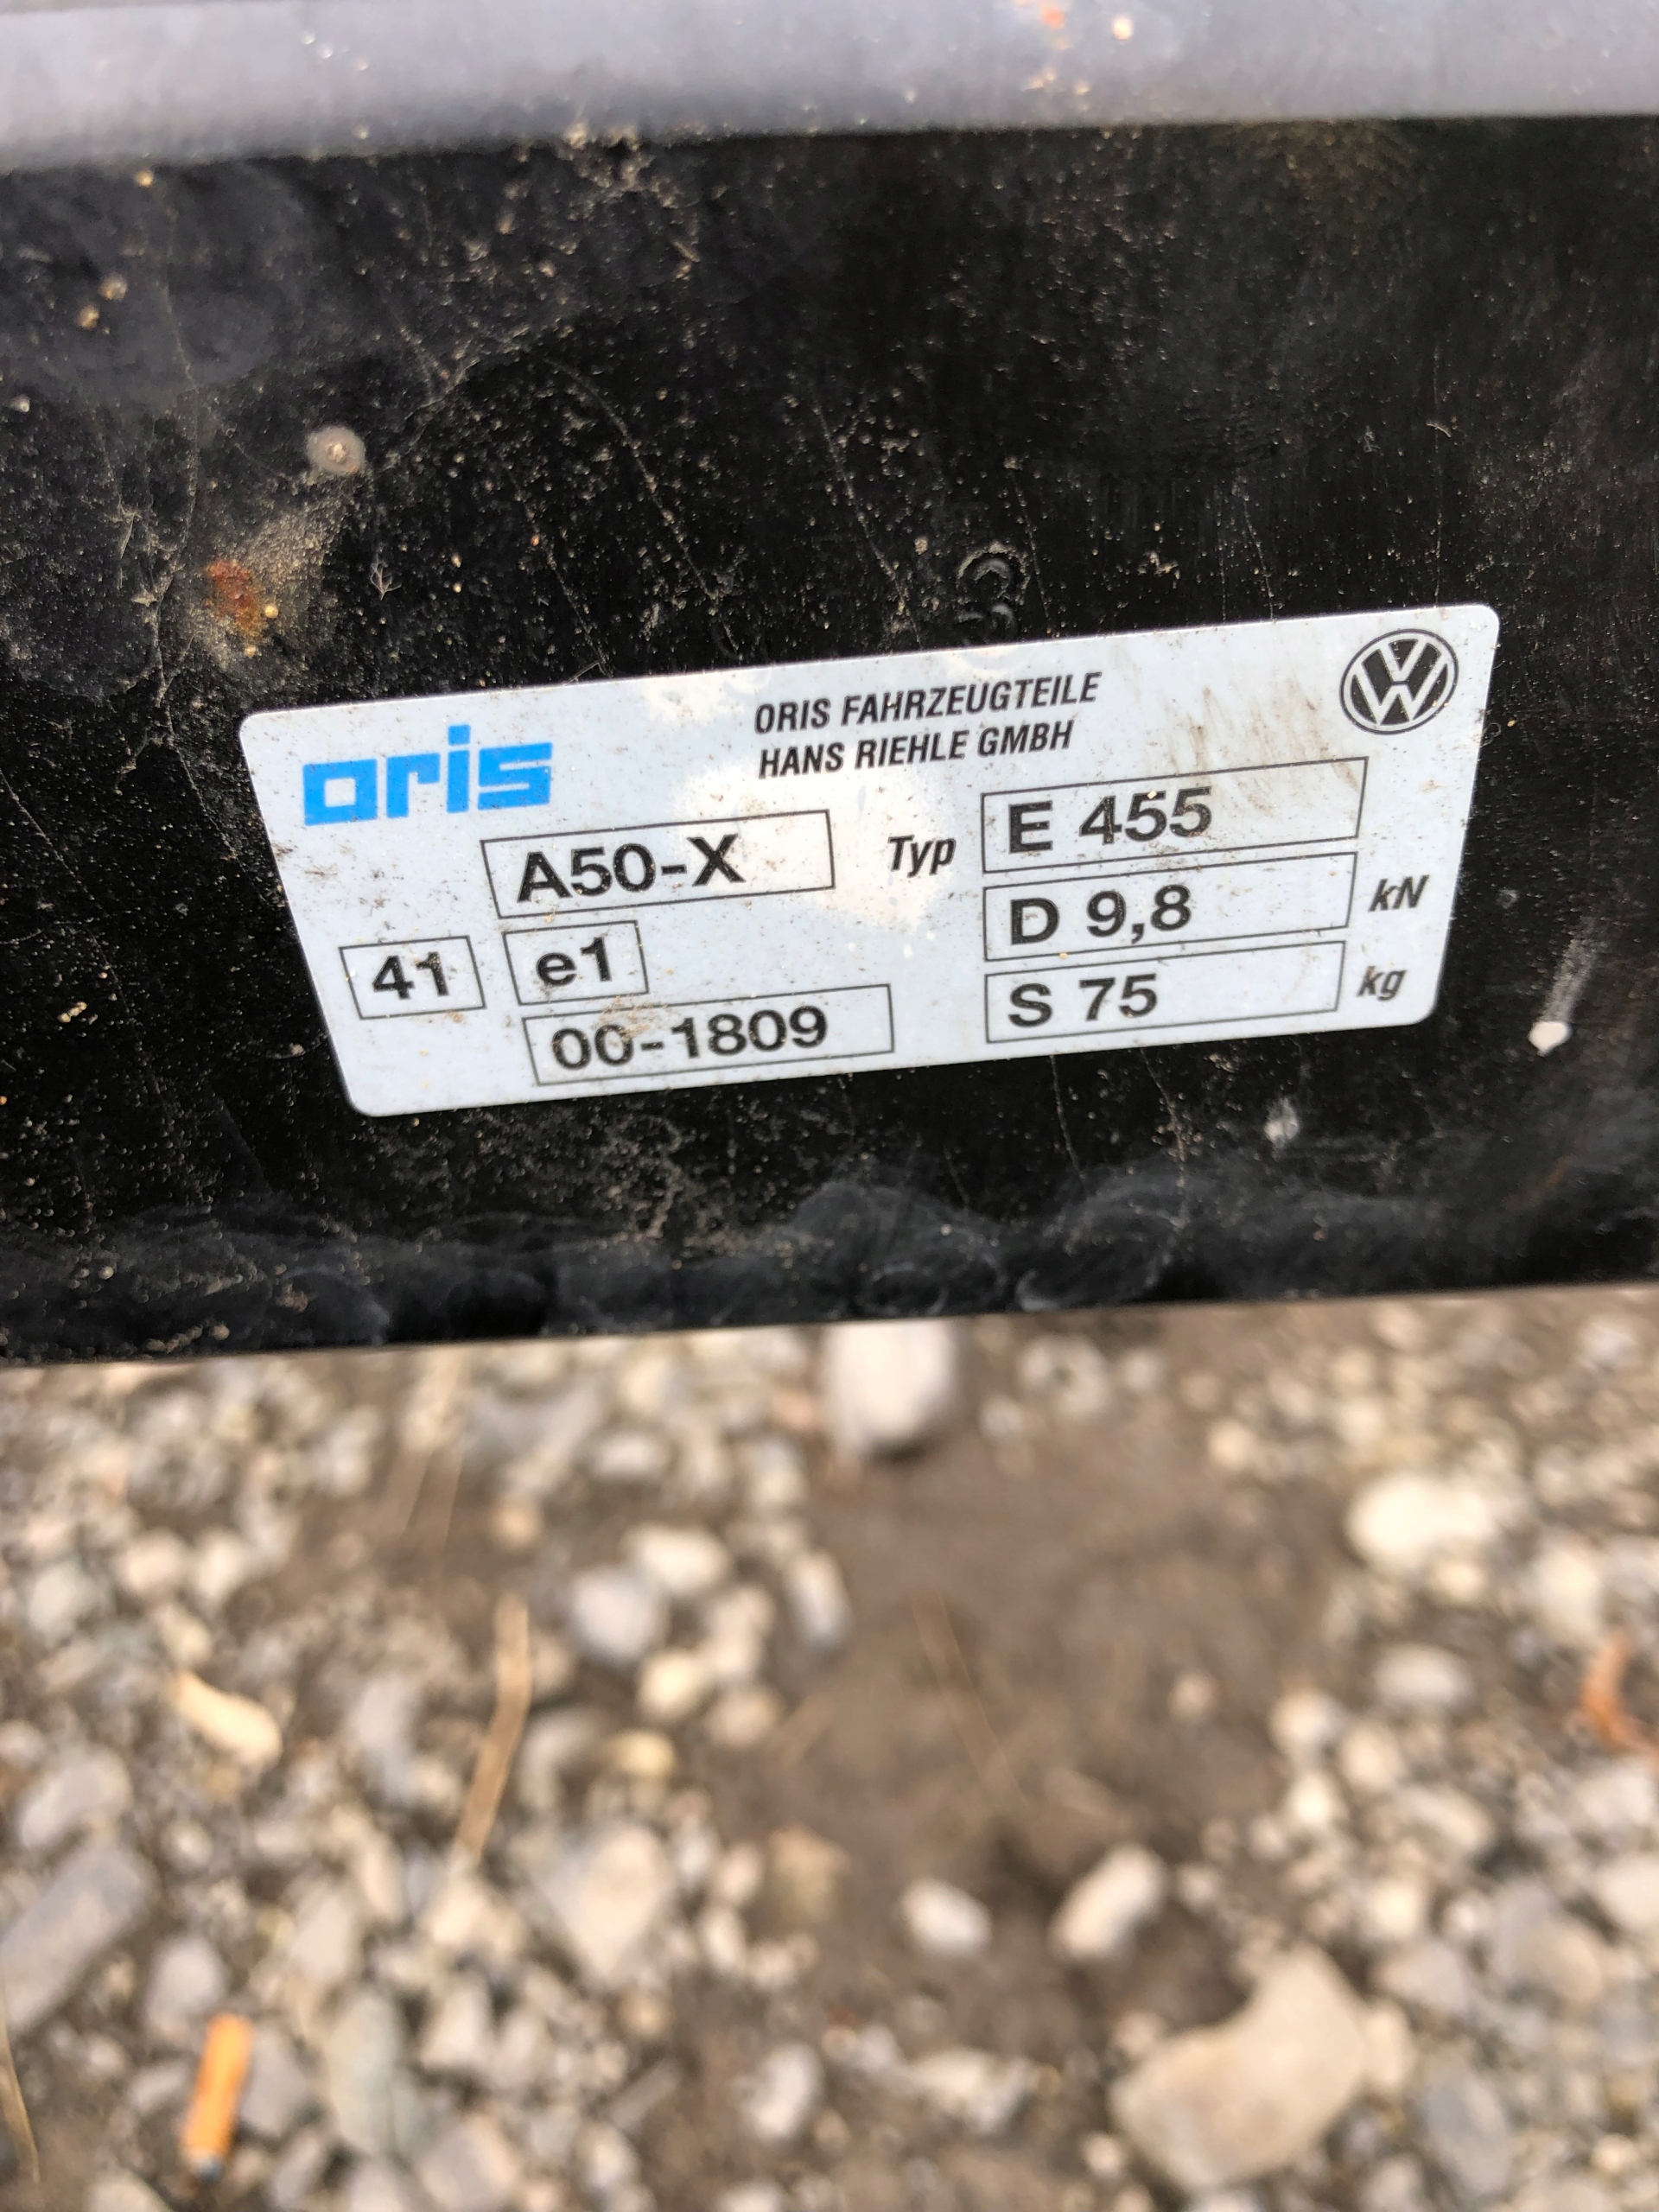 oris
ORIS FAHRZEUGTEILE
HANS RIEHLE GMBH
A50-X
Typ E 455
41 e1
D 9,8 kN
00-1809
S 75 kg